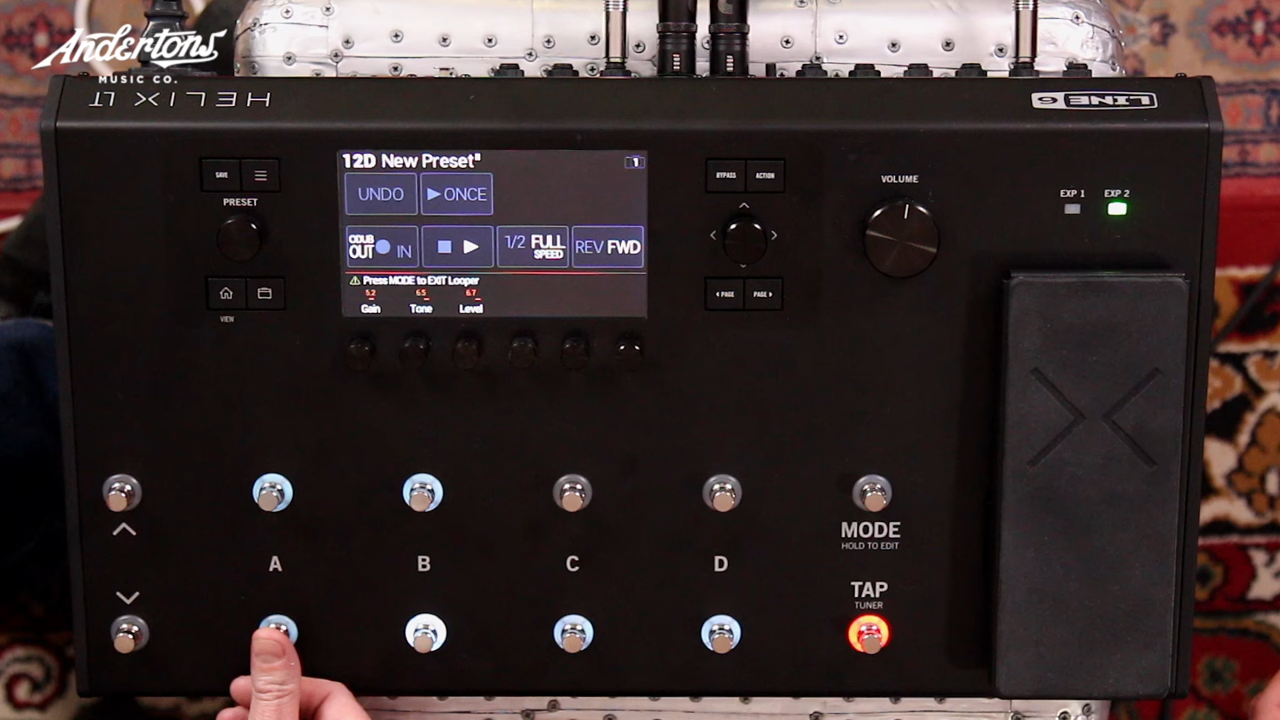 Andertons
MUSIC CO.
HELIX LT
LINE 6
12D New Preset
1
UNDO
ONCE
ODUB
OUT IN
1/2 FULL
SPEED
REV FWD
Press MODE to EXIT Looper
5.2 6.5 6.7
Gain Tone Level
SAVE
PRESET
VIEW
BYPASS ACTION
PAGE PAGE
VOLUME
EXP 1 EXP 2
A B C D
MODE
HOLD TO EDIT
TAP
TUNER